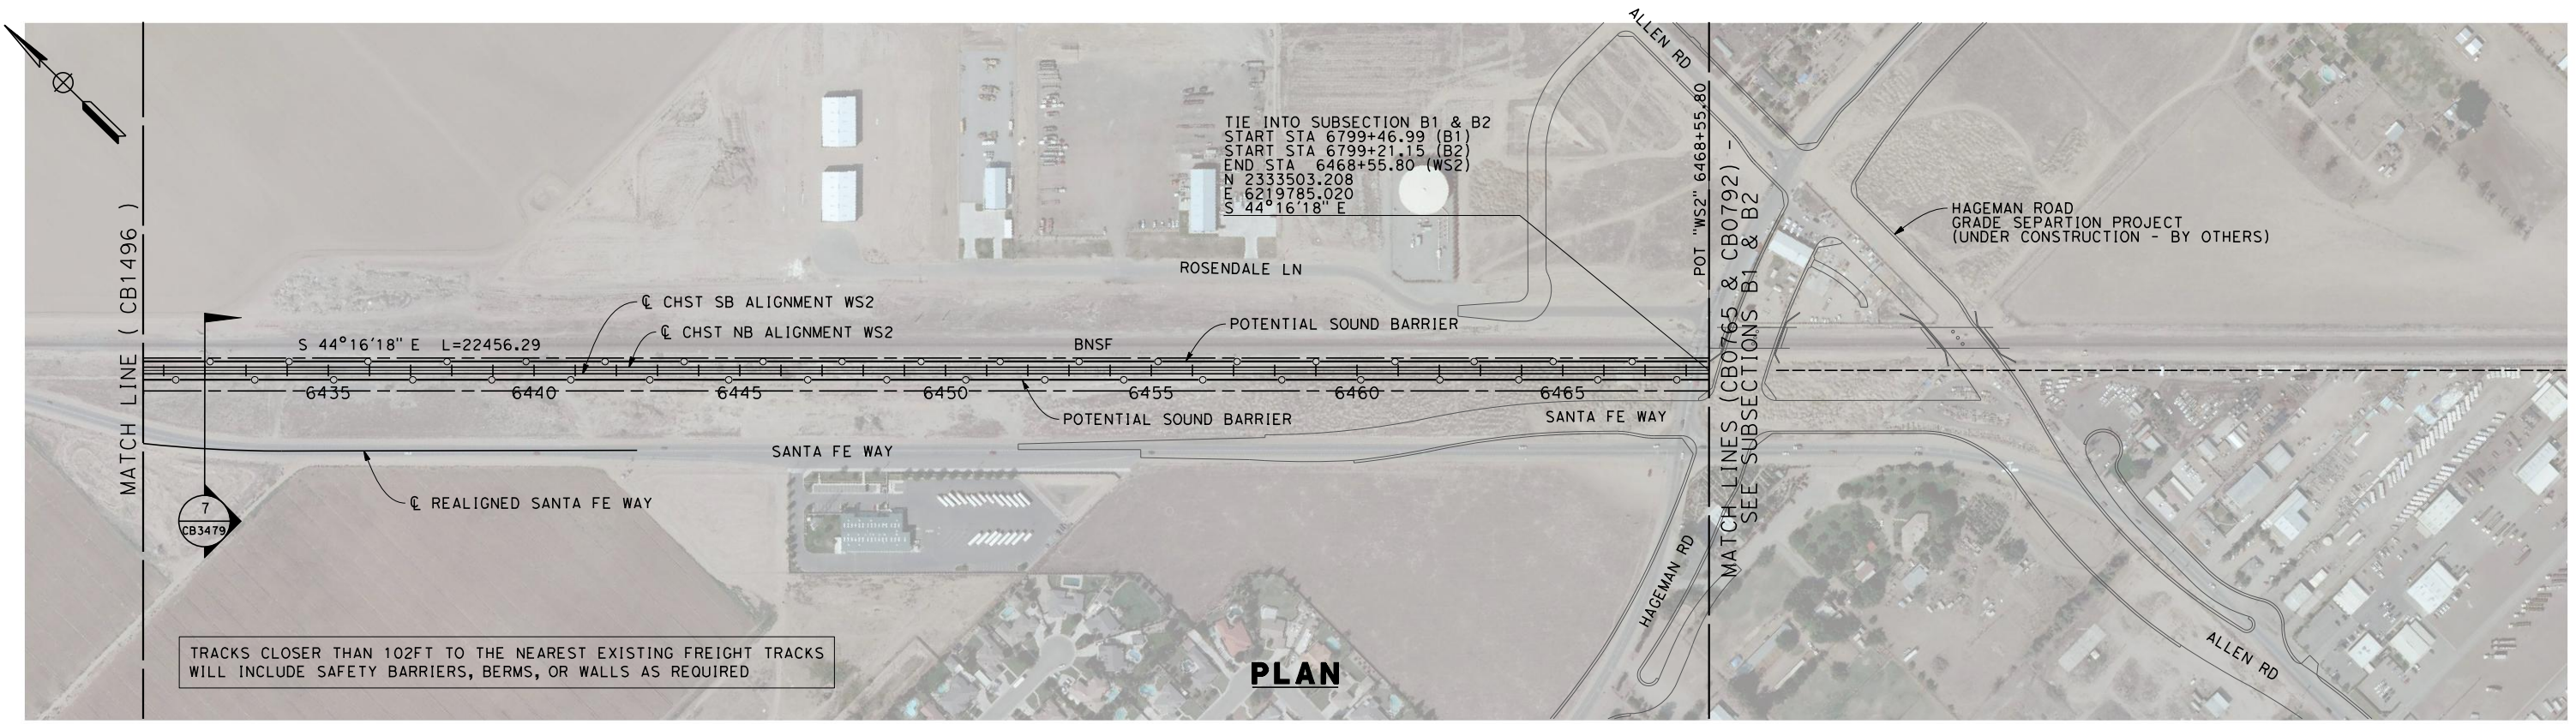 ALLEN RD
TIE INTO SUBSECTION B1 & B2
START STA 6799+46.99 (B1)
START STA 6799+21.15 (B2)
END STA 6468+55.80 (WS2)
N 2333503.208
E 6219785.020
S 44°16'18" E
POT "WS2" 6468+55.80
MATCH LINES (CB0765 & CB0792) -
SEE SUBSECTIONS B1 & B2
HAGEMAN ROAD
GRADE SEPARTION PROJECT
(UNDER CONSTRUCTION - BY OTHERS)
MATCH LINE ( CB1496 )
ROSENDALE LN
℄ CHST SB ALIGNMENT WS2
℄ CHST NB ALIGNMENT WS2
POTENTIAL SOUND BARRIER
S 44°16'18" E L=22456.29
BNSF
6435 6440 6445 6450 6455 6460 6465
POTENTIAL SOUND BARRIER
SANTA FE WAY
SANTA FE WAY
℄ REALIGNED SANTA FE WAY
7
CB3479
HAGEMAN RD
ALLEN RD
TRACKS CLOSER THAN 102FT TO THE NEAREST EXISTING FREIGHT TRACKS
WILL INCLUDE SAFETY BARRIERS, BERMS, OR WALLS AS REQUIRED
PLAN